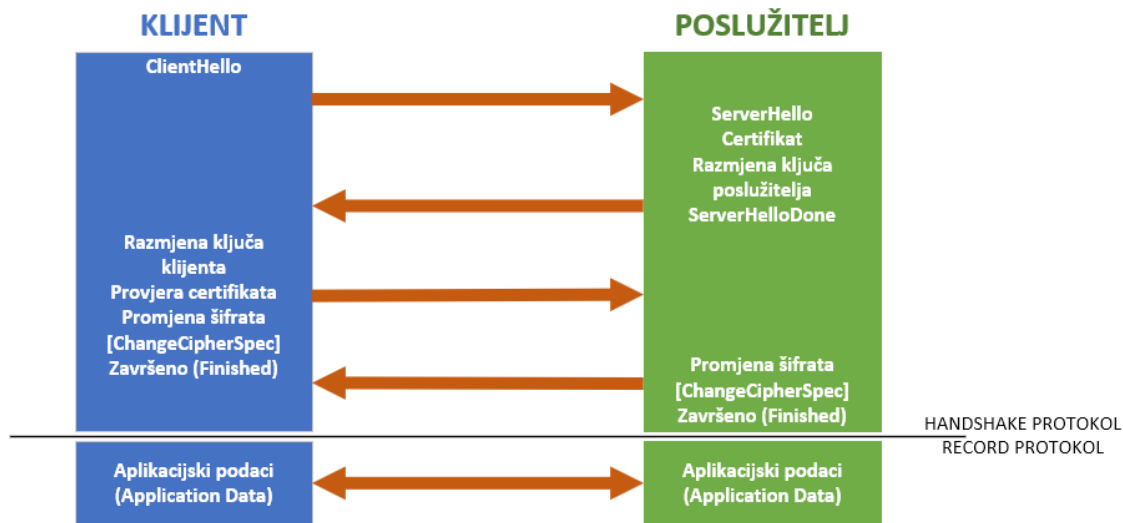 KLIJENT
POSLUŽITELJ
ClientHello
ServerHello
Certifikat
Razmjena ključa
poslužitelja
ServerHelloDone
Razmjena ključa
klijenta
Provjera certifikata
Promjena šifrata
[ChangeCipherSpec]
Završeno (Finished)
Promjena šifrata
[ChangeCipherSpec]
Završeno (Finished)
HANDSHAKE PROTOKOL
RECORD PROTOKOL
Aplikacijski podaci
(Application Data)
Aplikacijski podaci
(Application Data)